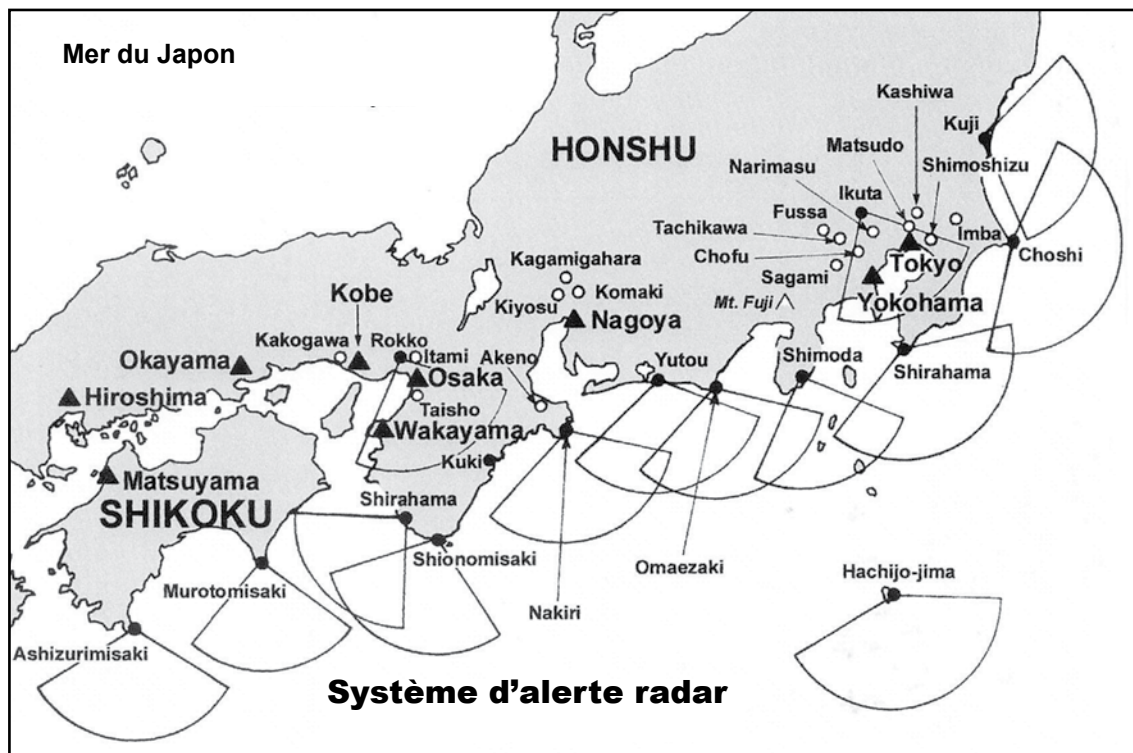 Mer du Japon
Kashiwa
Kuji
HONSHU
Matsudo
Narimasu
Shimoshizu
Ikuta
Fussa
Imba
Tachikawa
Choshi
Chofu
Tokyo
Kagamigahara
Sagami
Kobe
Kiyosu
Komaki
Mt. Fuji
Yokohama
Nagoya
Kakogawa
Rokko
Itami
Akeno
Okayama
Yutou
Shimoda
Shirahama
Osaka
Hiroshima
Taisho
Wakayama
Kuki
Matsuyama
Shirahama
SHIKOKU
Shionomisaki
Omaezaki
Hachijo-jima
Murotomisaki
Nakiri
Ashizurimisaki
Système d'alerte radar